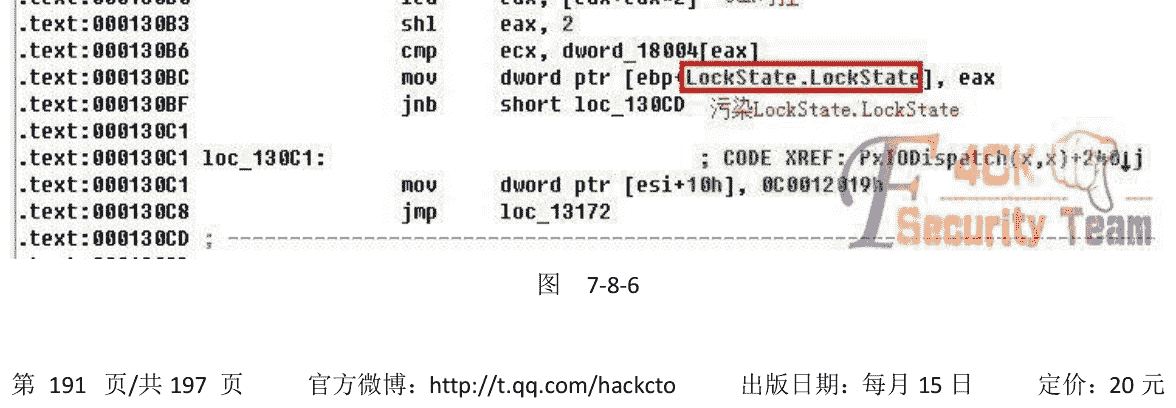 .text:000130B3 shl eax, 2
.text:000130B6 cmp ecx, dword_18004[eax]
.text:000130BC mov dword ptr [ebp+LockState.LockState], eax
.text:000130BF jnb short loc_130CD 污染LockState.LockState
.text:000130C1
.text:000130C1 loc_130C1: ; CODE XREF: PxIODispatch(x,x)+240↓j
.text:000130C1 mov dword ptr [esi+10h], 0C0012019h
.text:000130C8 jmp loc_13172
.text:000130CD ; ----------------------------------------
F 4OK
Security Team
图 7-8-6
第 191 页/共 197 页 官方微博：http://t.qq.com/hackcto 出版日期：每月 15 日 定价：20 元